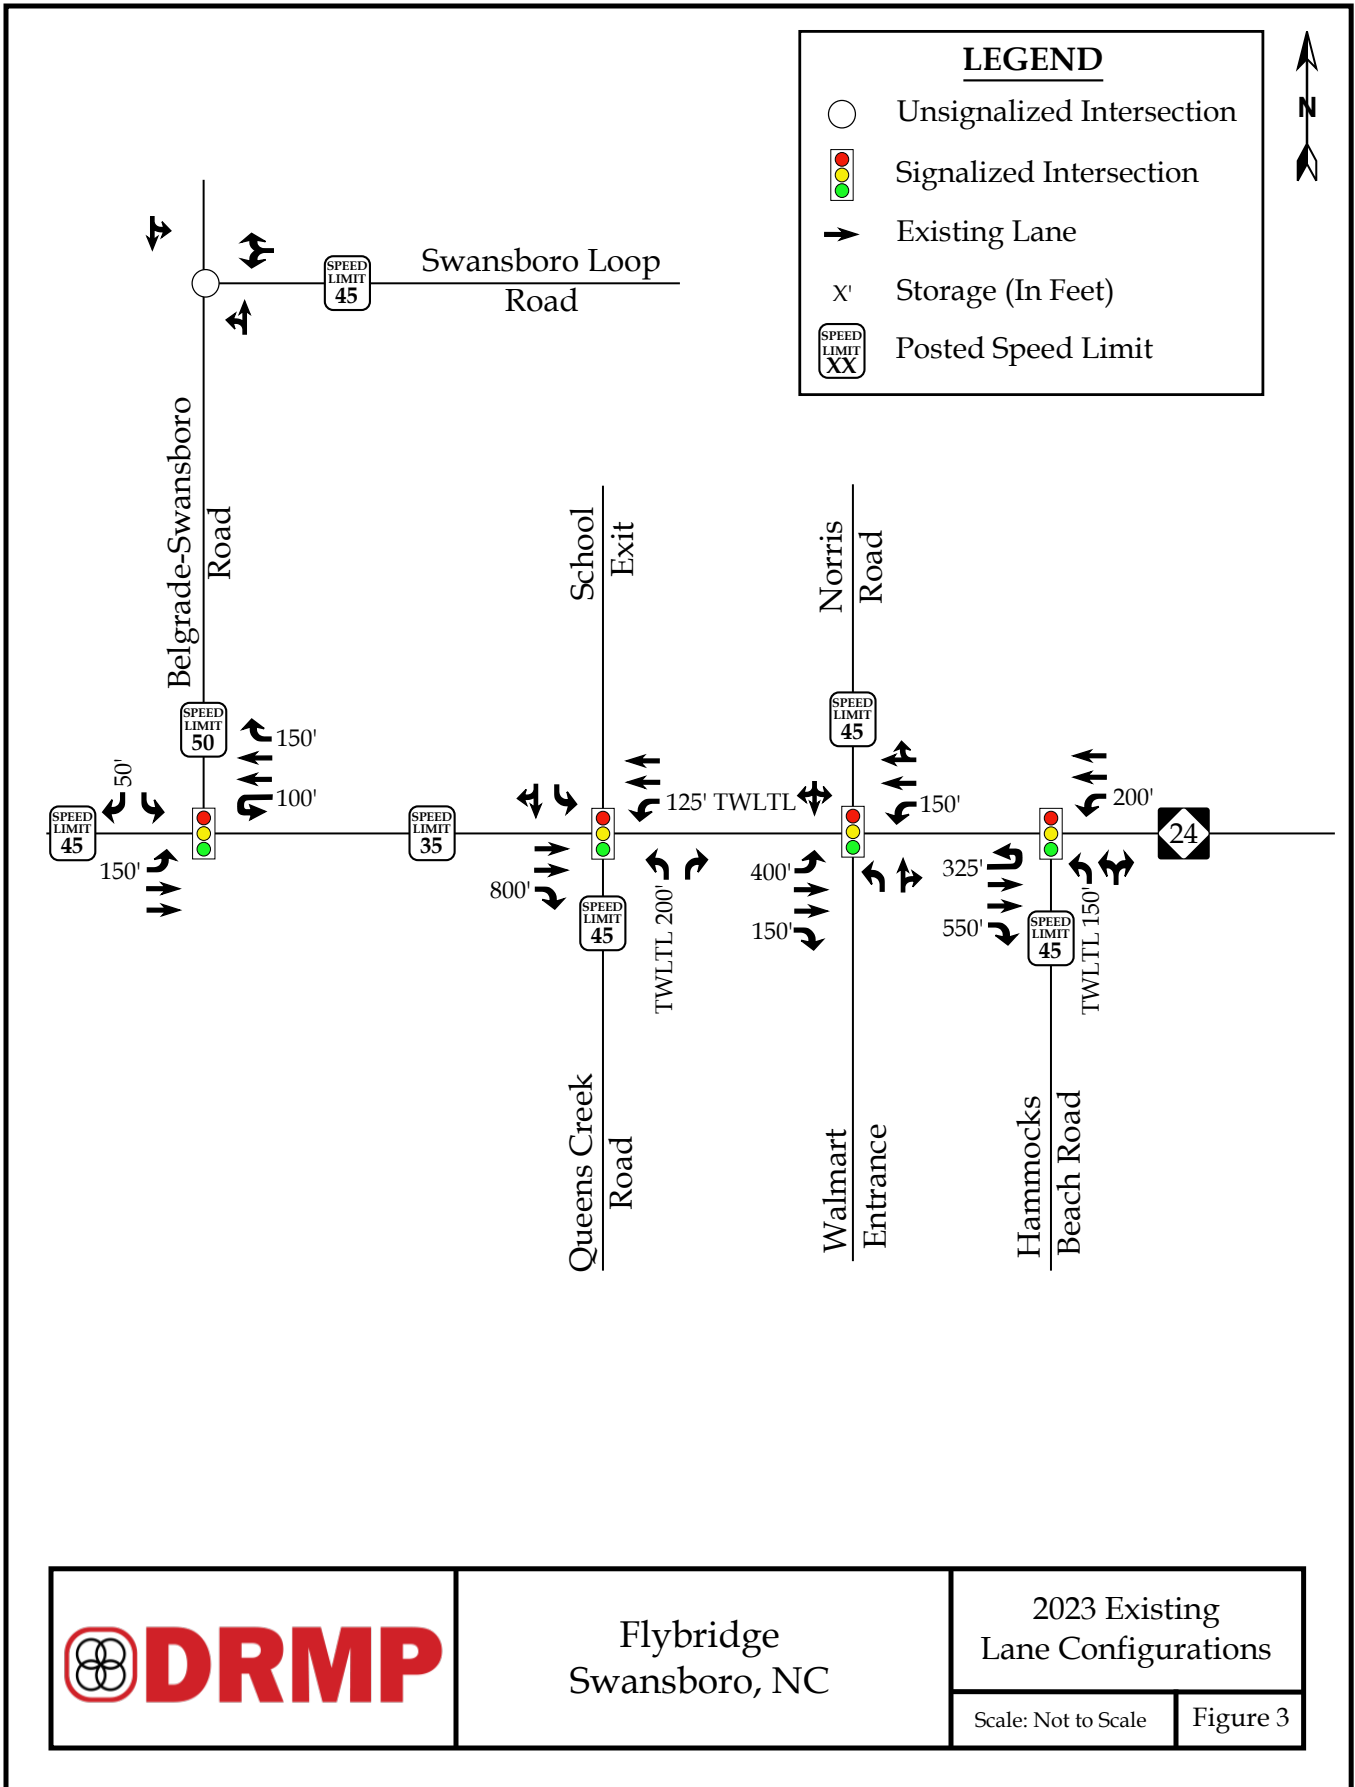 LEGEND
Unsignalized Intersection
Signalized Intersection
Existing Lane
X' Storage (In Feet)
SPEED
LIMIT
XX
Posted Speed Limit
N
Swansboro Loop
Road
SPEED
LIMIT
45
Belgrade-Swansboro
Road
School
Exit
Norris
Road
SPEED
LIMIT
50
150'
100'
50'
SPEED
LIMIT
45
150'
SPEED
LIMIT
35
125' TWLTL
800'
SPEED
LIMIT
45
TWLTL 200'
SPEED
LIMIT
45
150'
400'
150'
200'
24
325'
550'
SPEED
LIMIT
45
TWLTL 150'
Queens Creek
Road
Walmart
Entrance
Hammocks
Beach Road
DRMP
Flybridge
Swansboro, NC
2023 Existing
Lane Configurations
Scale: Not to Scale
Figure 3